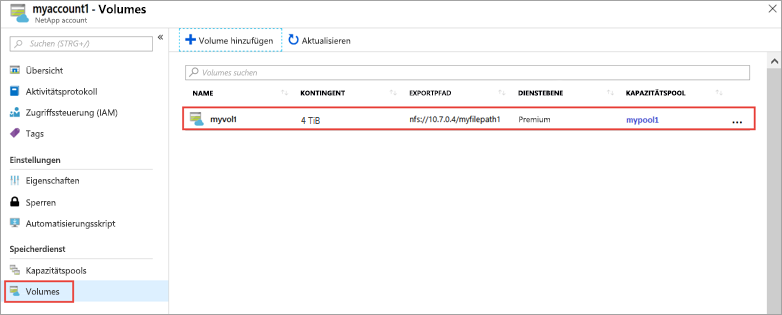 myaccount1 - Volumes
NetApp account
Suchen (STRG+/)
Übersicht
Aktivitätsprotokoll
Zugriffssteuerung (IAM)
Tags
Einstellungen
Eigenschaften
Sperren
Automatisierungsskript
Speicherdienst
Kapazitätspools
Volumes
Volume hinzufügen Aktualisieren
Volumes suchen
NAME KONTINGENT EXPORTPFAD DIENSTEBENE KAPAZITÄTSPOOL
myvol1 4 TiB nfs://10.7.0.4/myfilepath1 Premium mypool1 ...